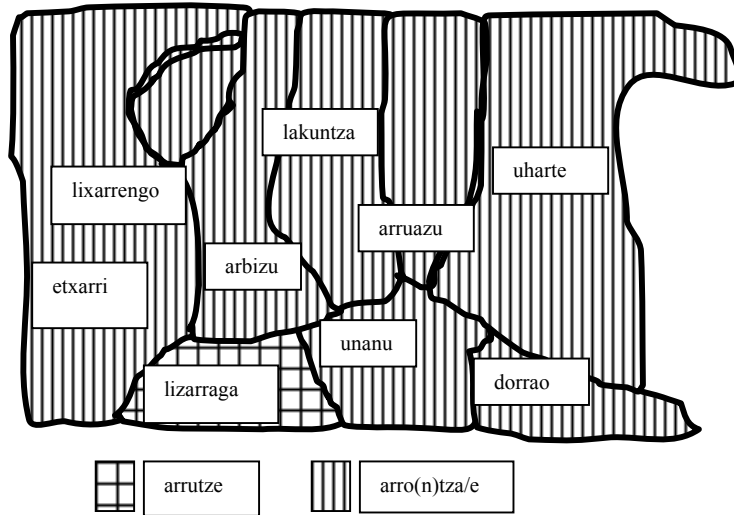 lakuntza
uharte
lixarrengo
arruazu
arbizu
etxarri
unanu
lizarraga
dorrao
arrutze
arro(n)tza/e